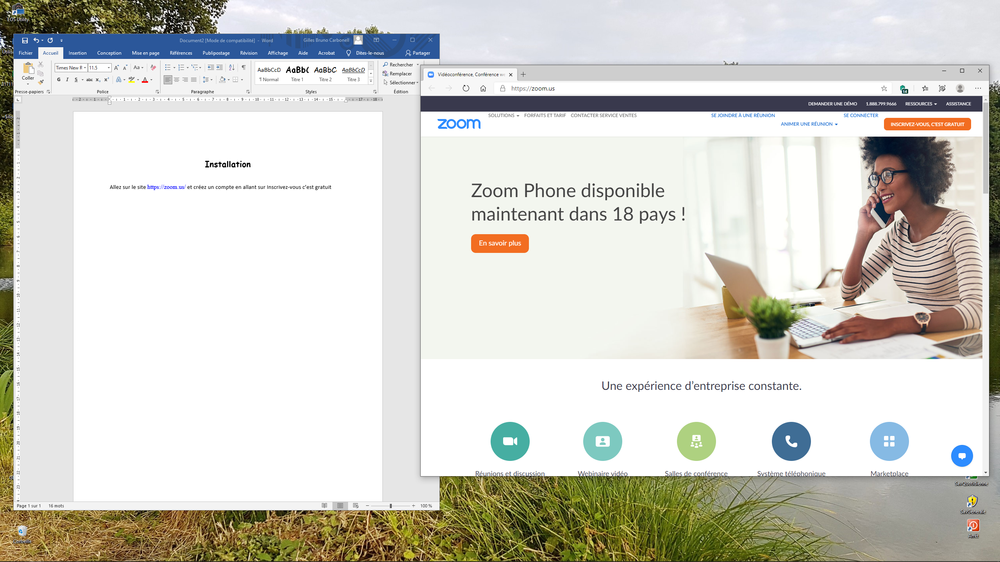 EOS Utility
Document2 [Mode de compatibilité] - Word
Gilles Bruno Carbonell
Fichier Accueil Insertion Conception Mise en page Références Publipostage Révision Affichage Aide Acrobat Dites-le-nous Partager
Coller
Times New R 11.5
Aa
G I S abc x₂ x²
AaBbCcD AaBb( AaBbC AaBbCcD
¶ Normal Titre 1 Titre 2 Titre 3
Rechercher
Remplacer
Sélectionner
Presse-papiers Police Paragraphe Styles Édition
Installation
Allez sur le site https://zoom.us/ et créez un compte en allant sur Inscrivez-vous c’est gratuit
Page 1 sur 1 16 mots
100 %
Vidéoconférence, Conférence we
https://zoom.us
14
DEMANDER UNE DÉMO 1.888.799.9666 RESSOURCES ASSISTANCE
zoom
SOLUTIONS FORFAITS ET TARIF CONTACTER SERVICE VENTES
SE JOINDRE À UNE RÉUNION
ANIMER UNE RÉUNION
SE CONNECTER
INSCRIVEZ-VOUS, C'EST GRATUIT
Zoom Phone disponible
maintenant dans 18 pays !
En savoir plus
Une expérience d’entreprise constante.
Réunions et discussion Webinaire vidéo Salles de conférence Système téléphonique Marketplace
SavQuotidienne
SavGenerale
Arrêt
Corbeille